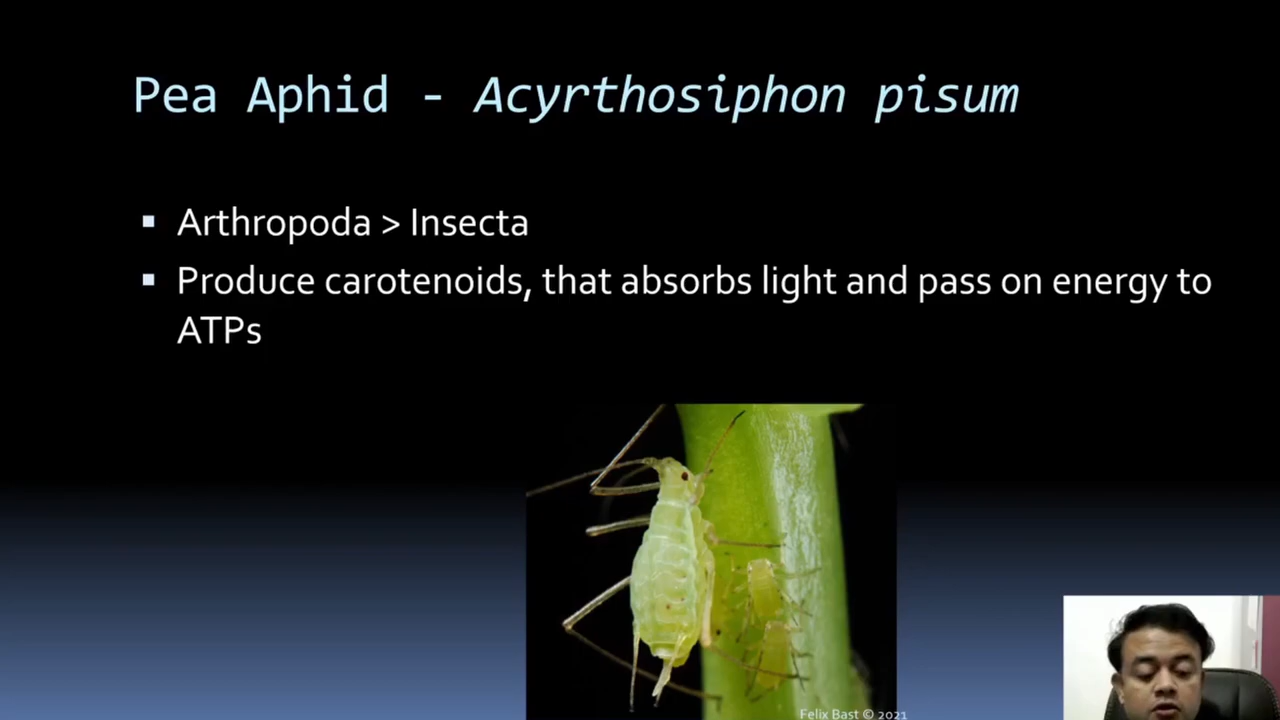 Pea Aphid - Acyrthosiphon pisum
Arthropoda > Insecta
Produce carotenoids, that absorbs light and pass on energy to
ATPs
Felix Bast © 2021